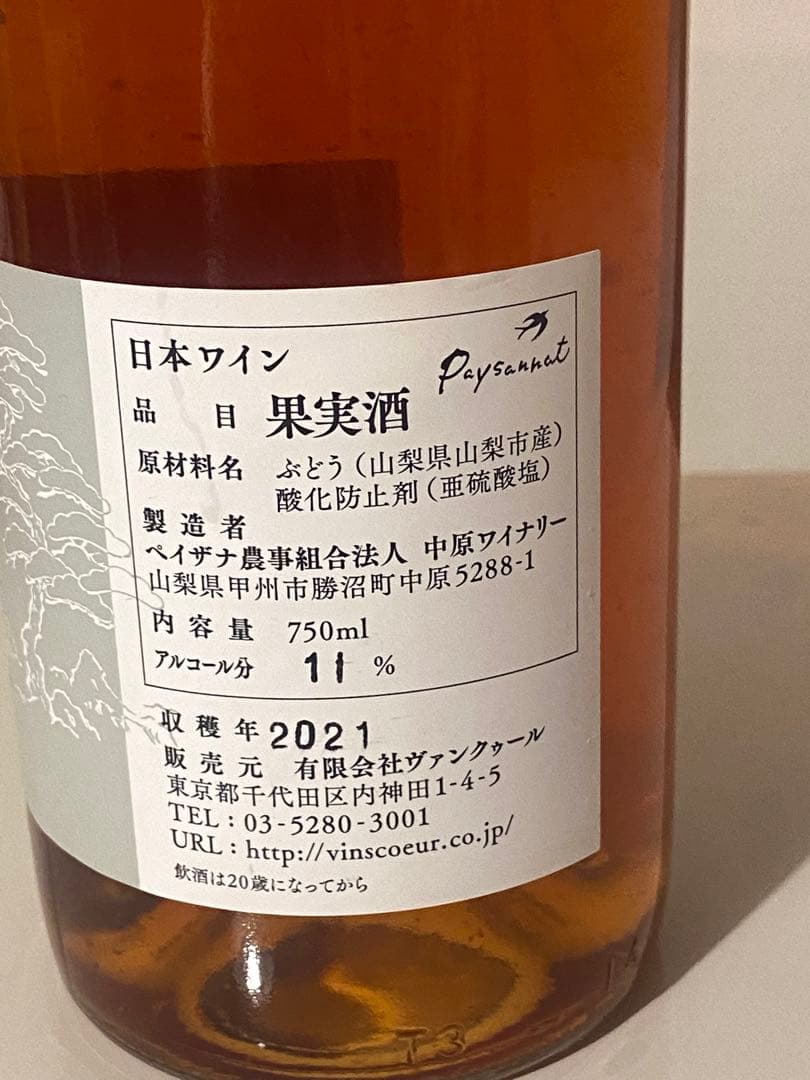 日本ワイン
Paysannat
品目 果実酒
原材料名 ぶどう（山梨県山梨市産）
酸化防止剤（亜硫酸塩）
製造者
ペイザナ農事組合法人 中原ワイナリー
山梨県甲州市勝沼町中原5288-1
内容量 750ml
アルコール分 11 %
収穫年 2021
販売元 有限会社ヴァンクゥール
東京都千代田区内神田1-4-5
TEL：03-5280-3001
URL：http://vinscoeur.co.jp/
飲酒は20歳になってから
T3
14